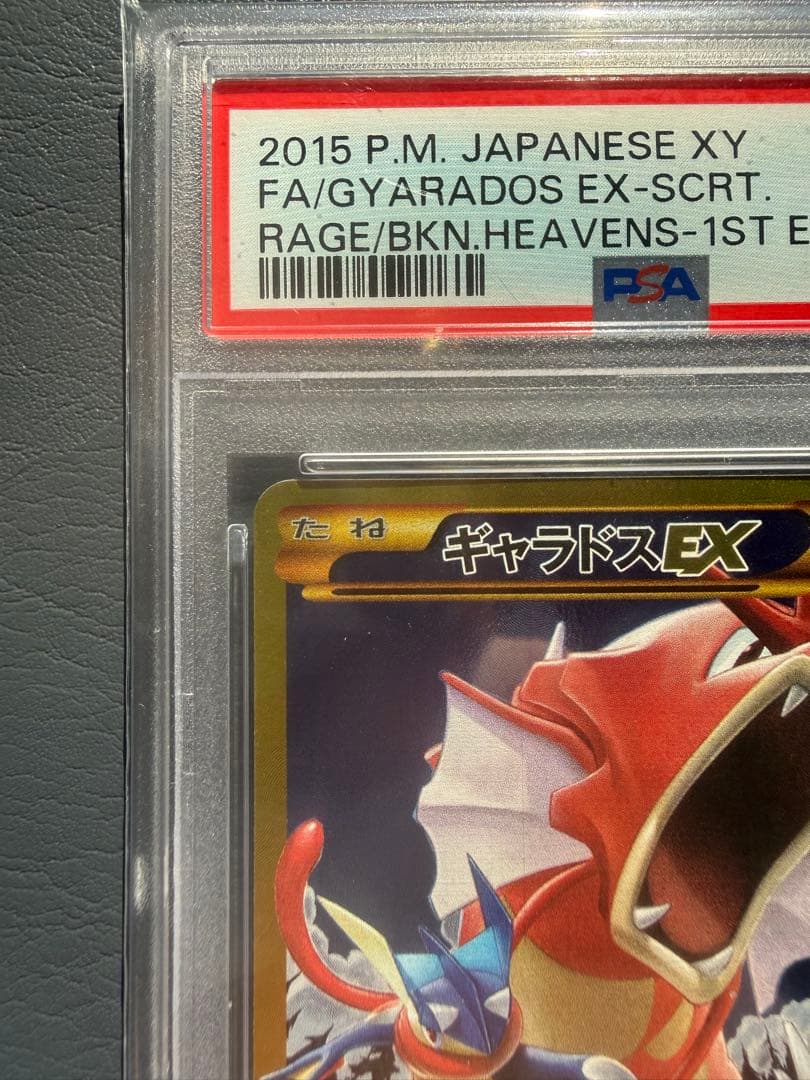 2015 P.M. JAPANESE XY
FA/GYARADOS EX-SCRT.
RAGE/BKN.HEAVENS-1ST E
PSA
たね
ギャラドスEX